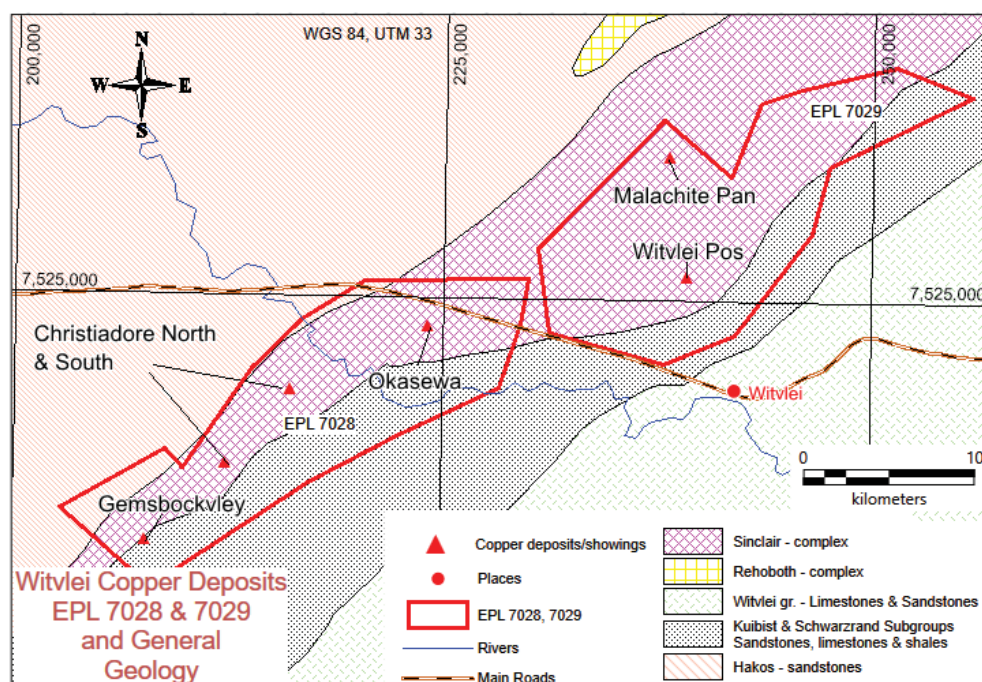 200,000
WGS 84, UTM 33
225,000
250,000
N
W E
S
EPL 7029
Malachite Pan
Witvlei Pos
7,525,000
7,525,000
Christiadore North
& South
Okasewa
EPL 7028
Witvlei
Gemsbockvley
0 10
kilometers
Witvlei Copper Deposits
EPL 7028 & 7029
and General
Geology
Copper deposits/showings
Places
EPL 7028, 7029
Rivers
Main Roads
Sinclair - complex
Rehoboth - complex
Witvlei gr. - Limestones & Sandstones
Kuibist & Schwarzrand Subgroups
Sandstones, limestones & shales
Hakos - sandstones